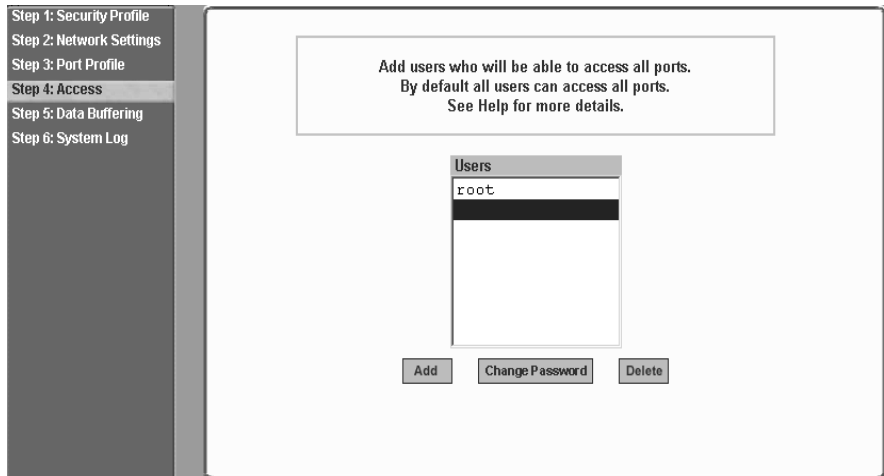 Step 1: Security Profile
Step 2: Network Settings
Step 3: Port Profile
Step 4: Access
Step 5: Data Buffering
Step 6: System Log
Add users who will be able to access all ports.
By default all users can access all ports.
See Help for more details.
Users
root
Add
Change Password
Delete